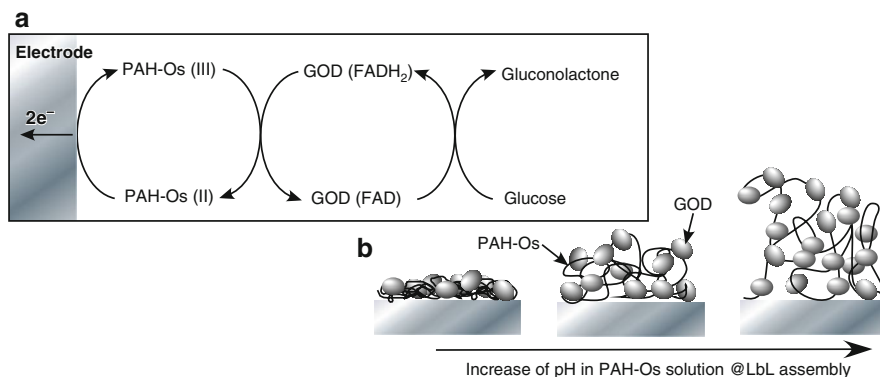 a
Electrode
PAH-Os (III)
GOD (FADH₂)
Gluconolactone
2e⁻
PAH-Os (II)
GOD (FAD)
Glucose
b
PAH-Os
GOD
Increase of pH in PAH-Os solution @LbL assembly